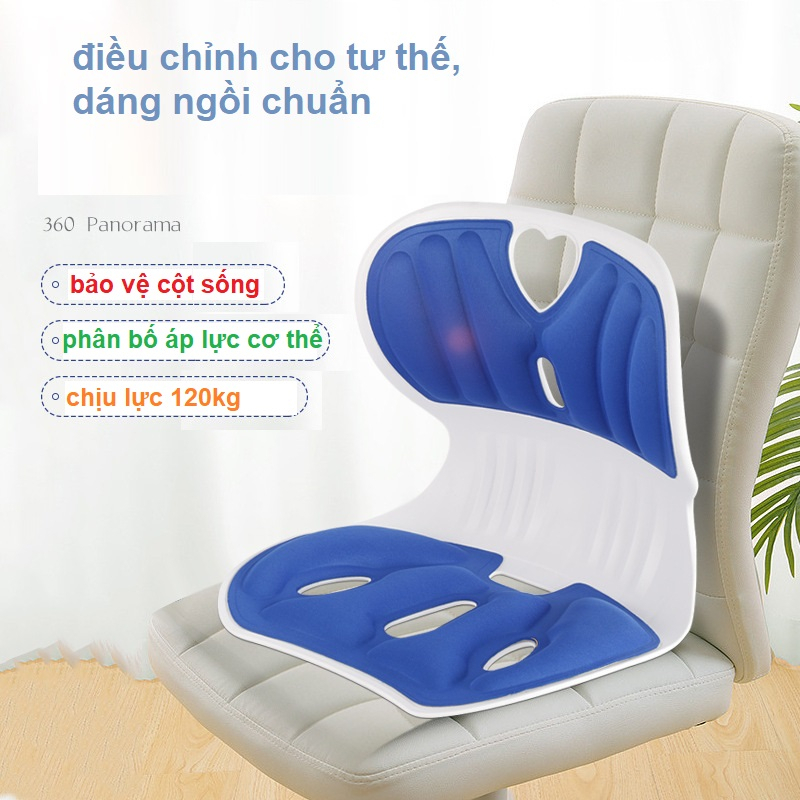 điều chỉnh cho tư thế,
dáng ngồi chuẩn
360 Panorama
bảo vệ cột sống
phân bố áp lực cơ thể
chịu lực 120kg